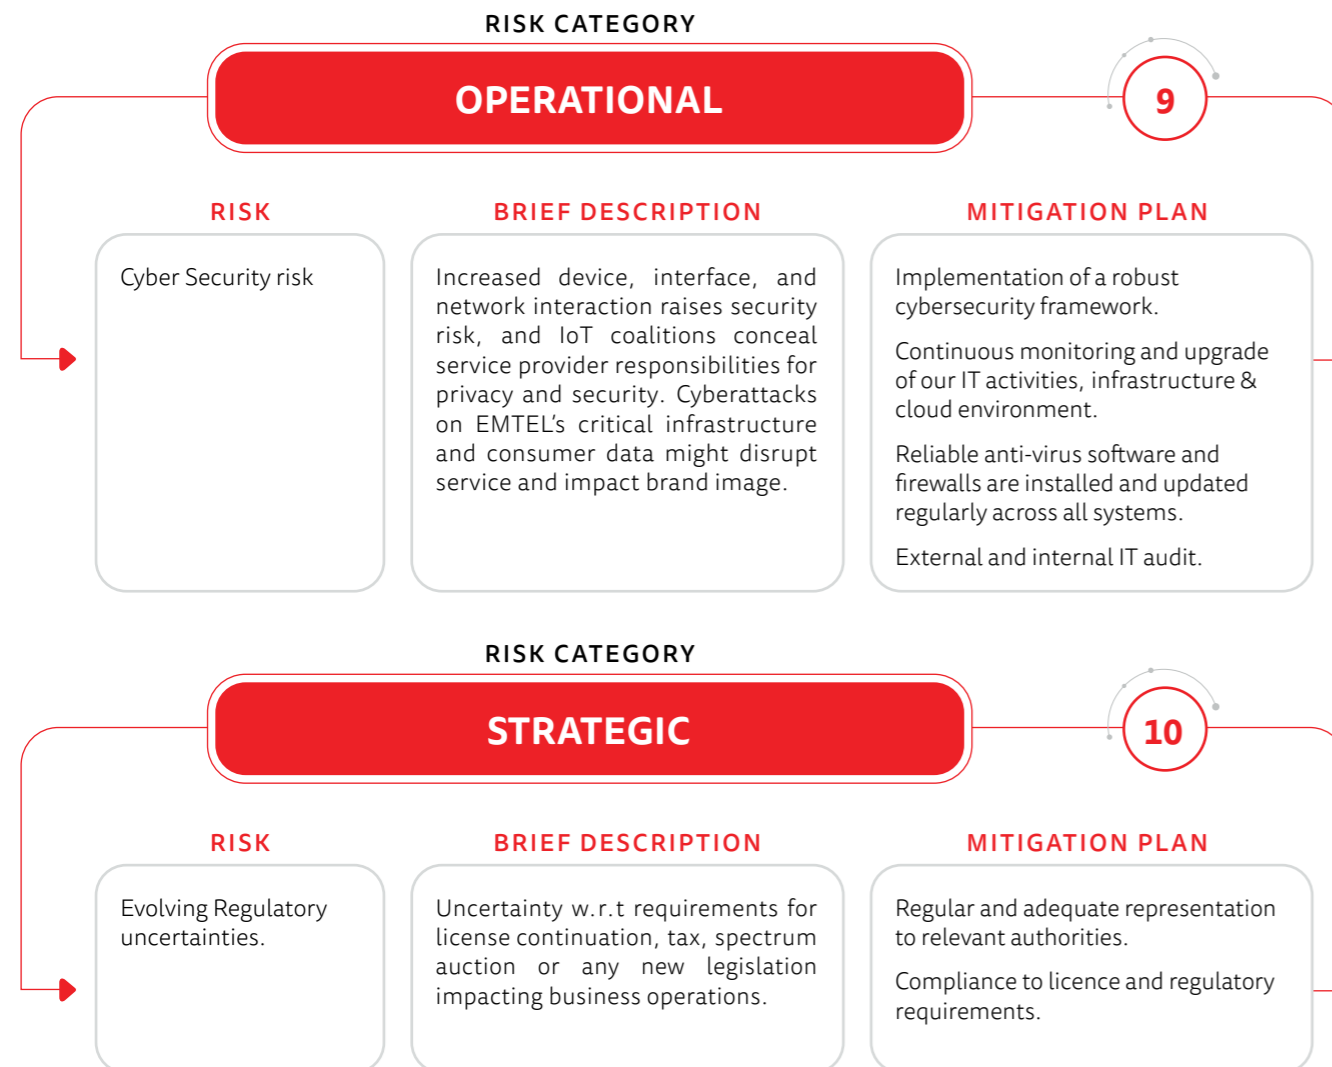 RISK CATEGORY
OPERATIONAL
9
RISK
Cyber Security risk
BRIEF DESCRIPTION
Increased device, interface, and
network interaction raises security
risk, and IoT coalitions conceal
service provider responsibilities for
privacy and security. Cyberattacks
on EMTEL’s critical infrastructure
and consumer data might disrupt
service and impact brand image.
MITIGATION PLAN
Implementation of a robust
cybersecurity framework.
Continuous monitoring and upgrade
of our IT activities, infrastructure &
cloud environment.
Reliable anti-virus software and
firewalls are installed and updated
regularly across all systems.
External and internal IT audit.
RISK CATEGORY
STRATEGIC
10
RISK
Evolving Regulatory
uncertainties.
BRIEF DESCRIPTION
Uncertainty w.r.t requirements for
license continuation, tax, spectrum
auction or any new legislation
impacting business operations.
MITIGATION PLAN
Regular and adequate representation
to relevant authorities.
Compliance to licence and regulatory
requirements.